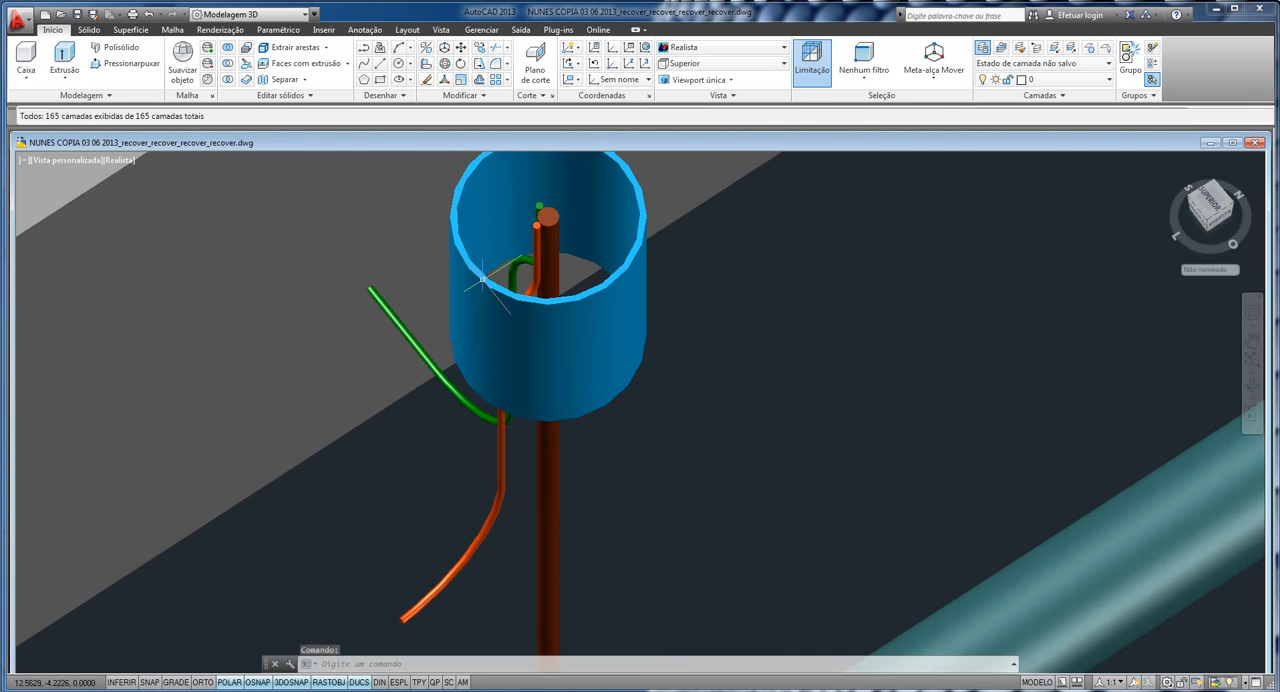 Modelagem 3D
AutoCAD 2013 NUNES COPIA 03 06 2013_recover_recover_recover_recover.dwg
Digite palavra-chave ou frase
Efetuar login
Início Sólido Superfície Malha Renderização Paramétrico Inserir Anotação Layout Vista Gerenciar Saída Plug-ins Online
Caixa
Extrusão
Polisólido
Pressionarpuxar
Suavizar objeto
Extrair arestas
Faces com extrusão
Separar
Plano de corte
Sem nome
Realista
Superior
Viewport única
Limitação
Nenhum filtro
Meta-alça Mover
Estado de camada não salvo
0
Grupo
Modelagem Malha Editar sólidos Desenhar Modificar Corte Coordenadas Vista Seleção Camadas Grupos
Todos: 165 camadas exibidas de 165 camadas totais
NUNES COPIA 03 06 2013_recover_recover_recover_recover.dwg
[−][Vista personalizada][Realista]
SUPERIOR
S
N
L
O
Não nomeado
Comando:
Digite um comando
12.5629, -4.2226, 0.0000 INFERIR SNAP GRADE ORTO POLAR OSNAP 3DOSNAP RASTOBJ DUCS DIN ESPL TPY QP SC AM MODELO 1:1